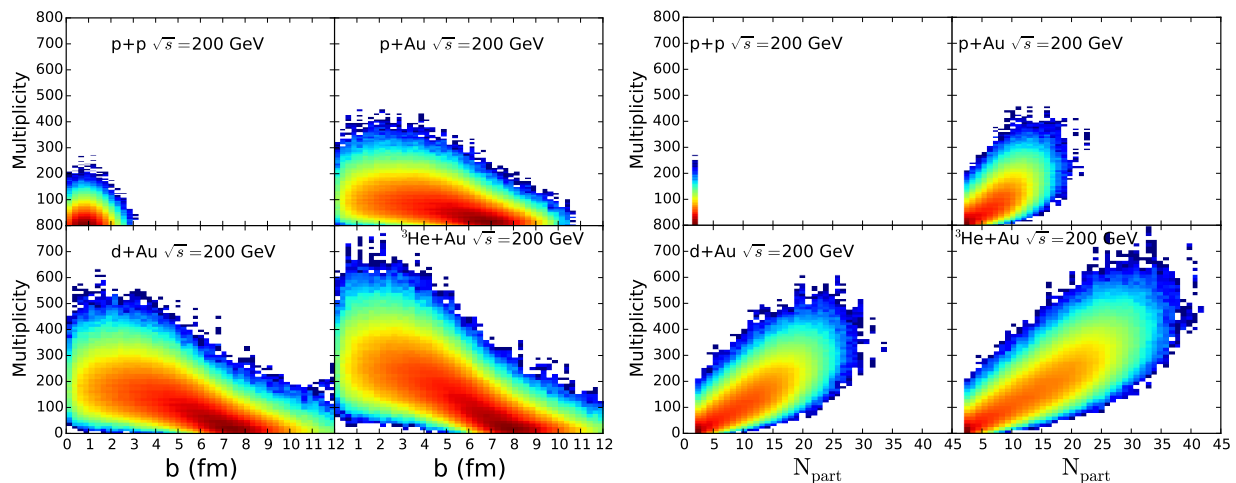 800
700
600
500
400
300
200
100
Multiplicity
p+p √s =200 GeV
p+Au √s =200 GeV
800
700
600
500
400
300
200
100
0
Multiplicity
d+Au √s =200 GeV
³He+Au √s =200 GeV
0 1 2 3 4 5 6 7 8 9 10 11 12
1 2 3 4 5 6 7 8 9 10 11 12
b (fm)
b (fm)
800
700
600
500
400
300
200
100
Multiplicity
p+p √s =200 GeV
p+Au √s =200 GeV
800
700
600
500
400
300
200
100
0
Multiplicity
d+Au √s =200 GeV
³He+Au √s =200 GeV
0 5 10 15 20 25 30 35 40 45
5 10 15 20 25 30 35 40 45
N_part
N_part